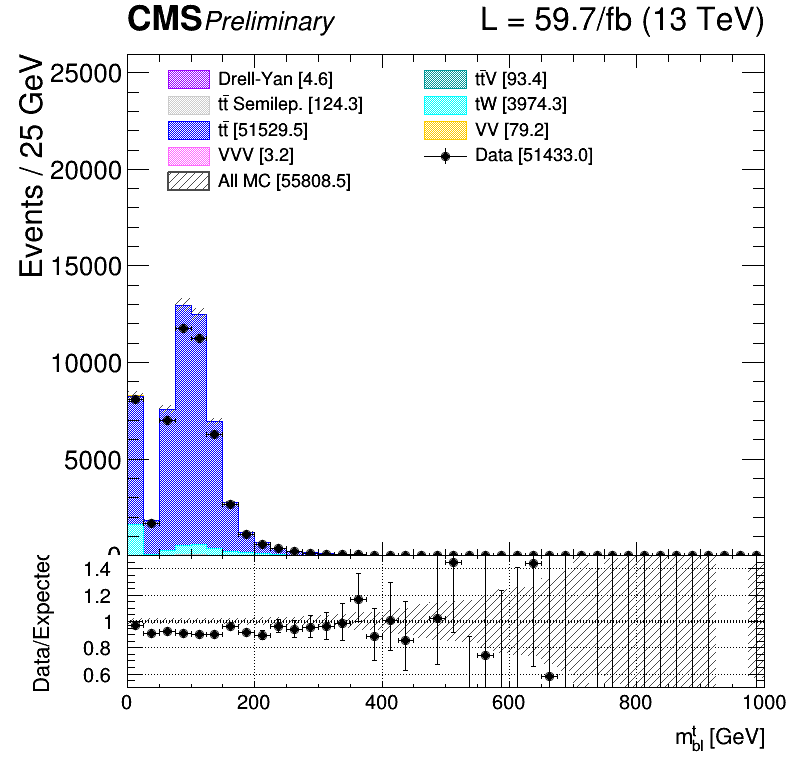 CMS Preliminary L = 59.7/fb (13 TeV)
Events / 25 GeV
25000
20000
15000
10000
5000
0
Drell-Yan [4.6]
tt̄ Semilep. [124.3]
tt̄ [51529.5]
VVV [3.2]
All MC [55808.5]
tt̄V [93.4]
tW [3974.3]
VV [79.2]
Data [51433.0]
Data/Expected
1.4
1.2
1
0.8
0.6
0 200 400 600 800 1000
m^t_bl [GeV]